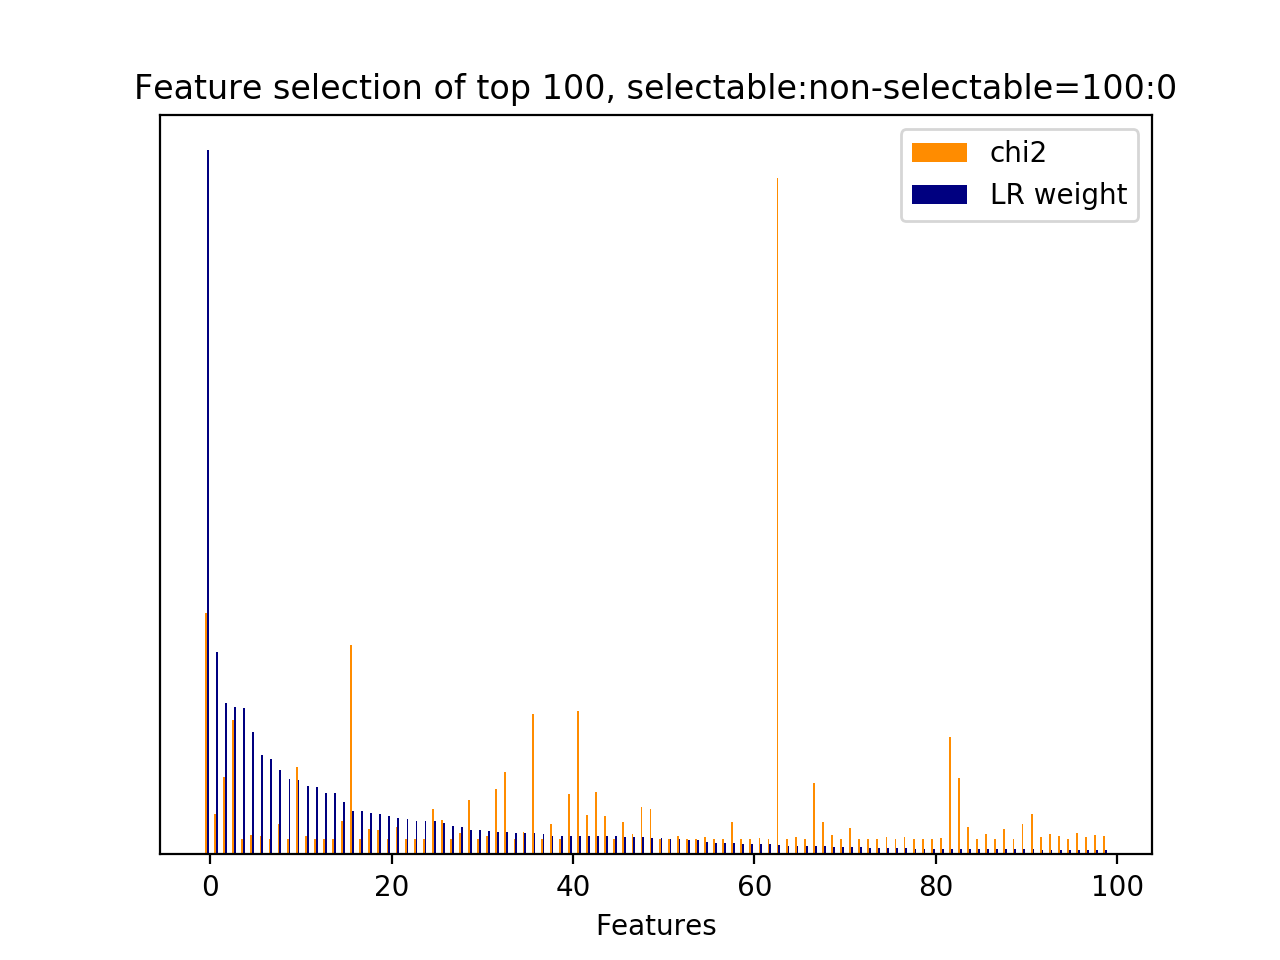 Feature selection of top 100, selectable:non-selectable=100:0
chi2
LR weight
0 20 40 60 80 100
Features